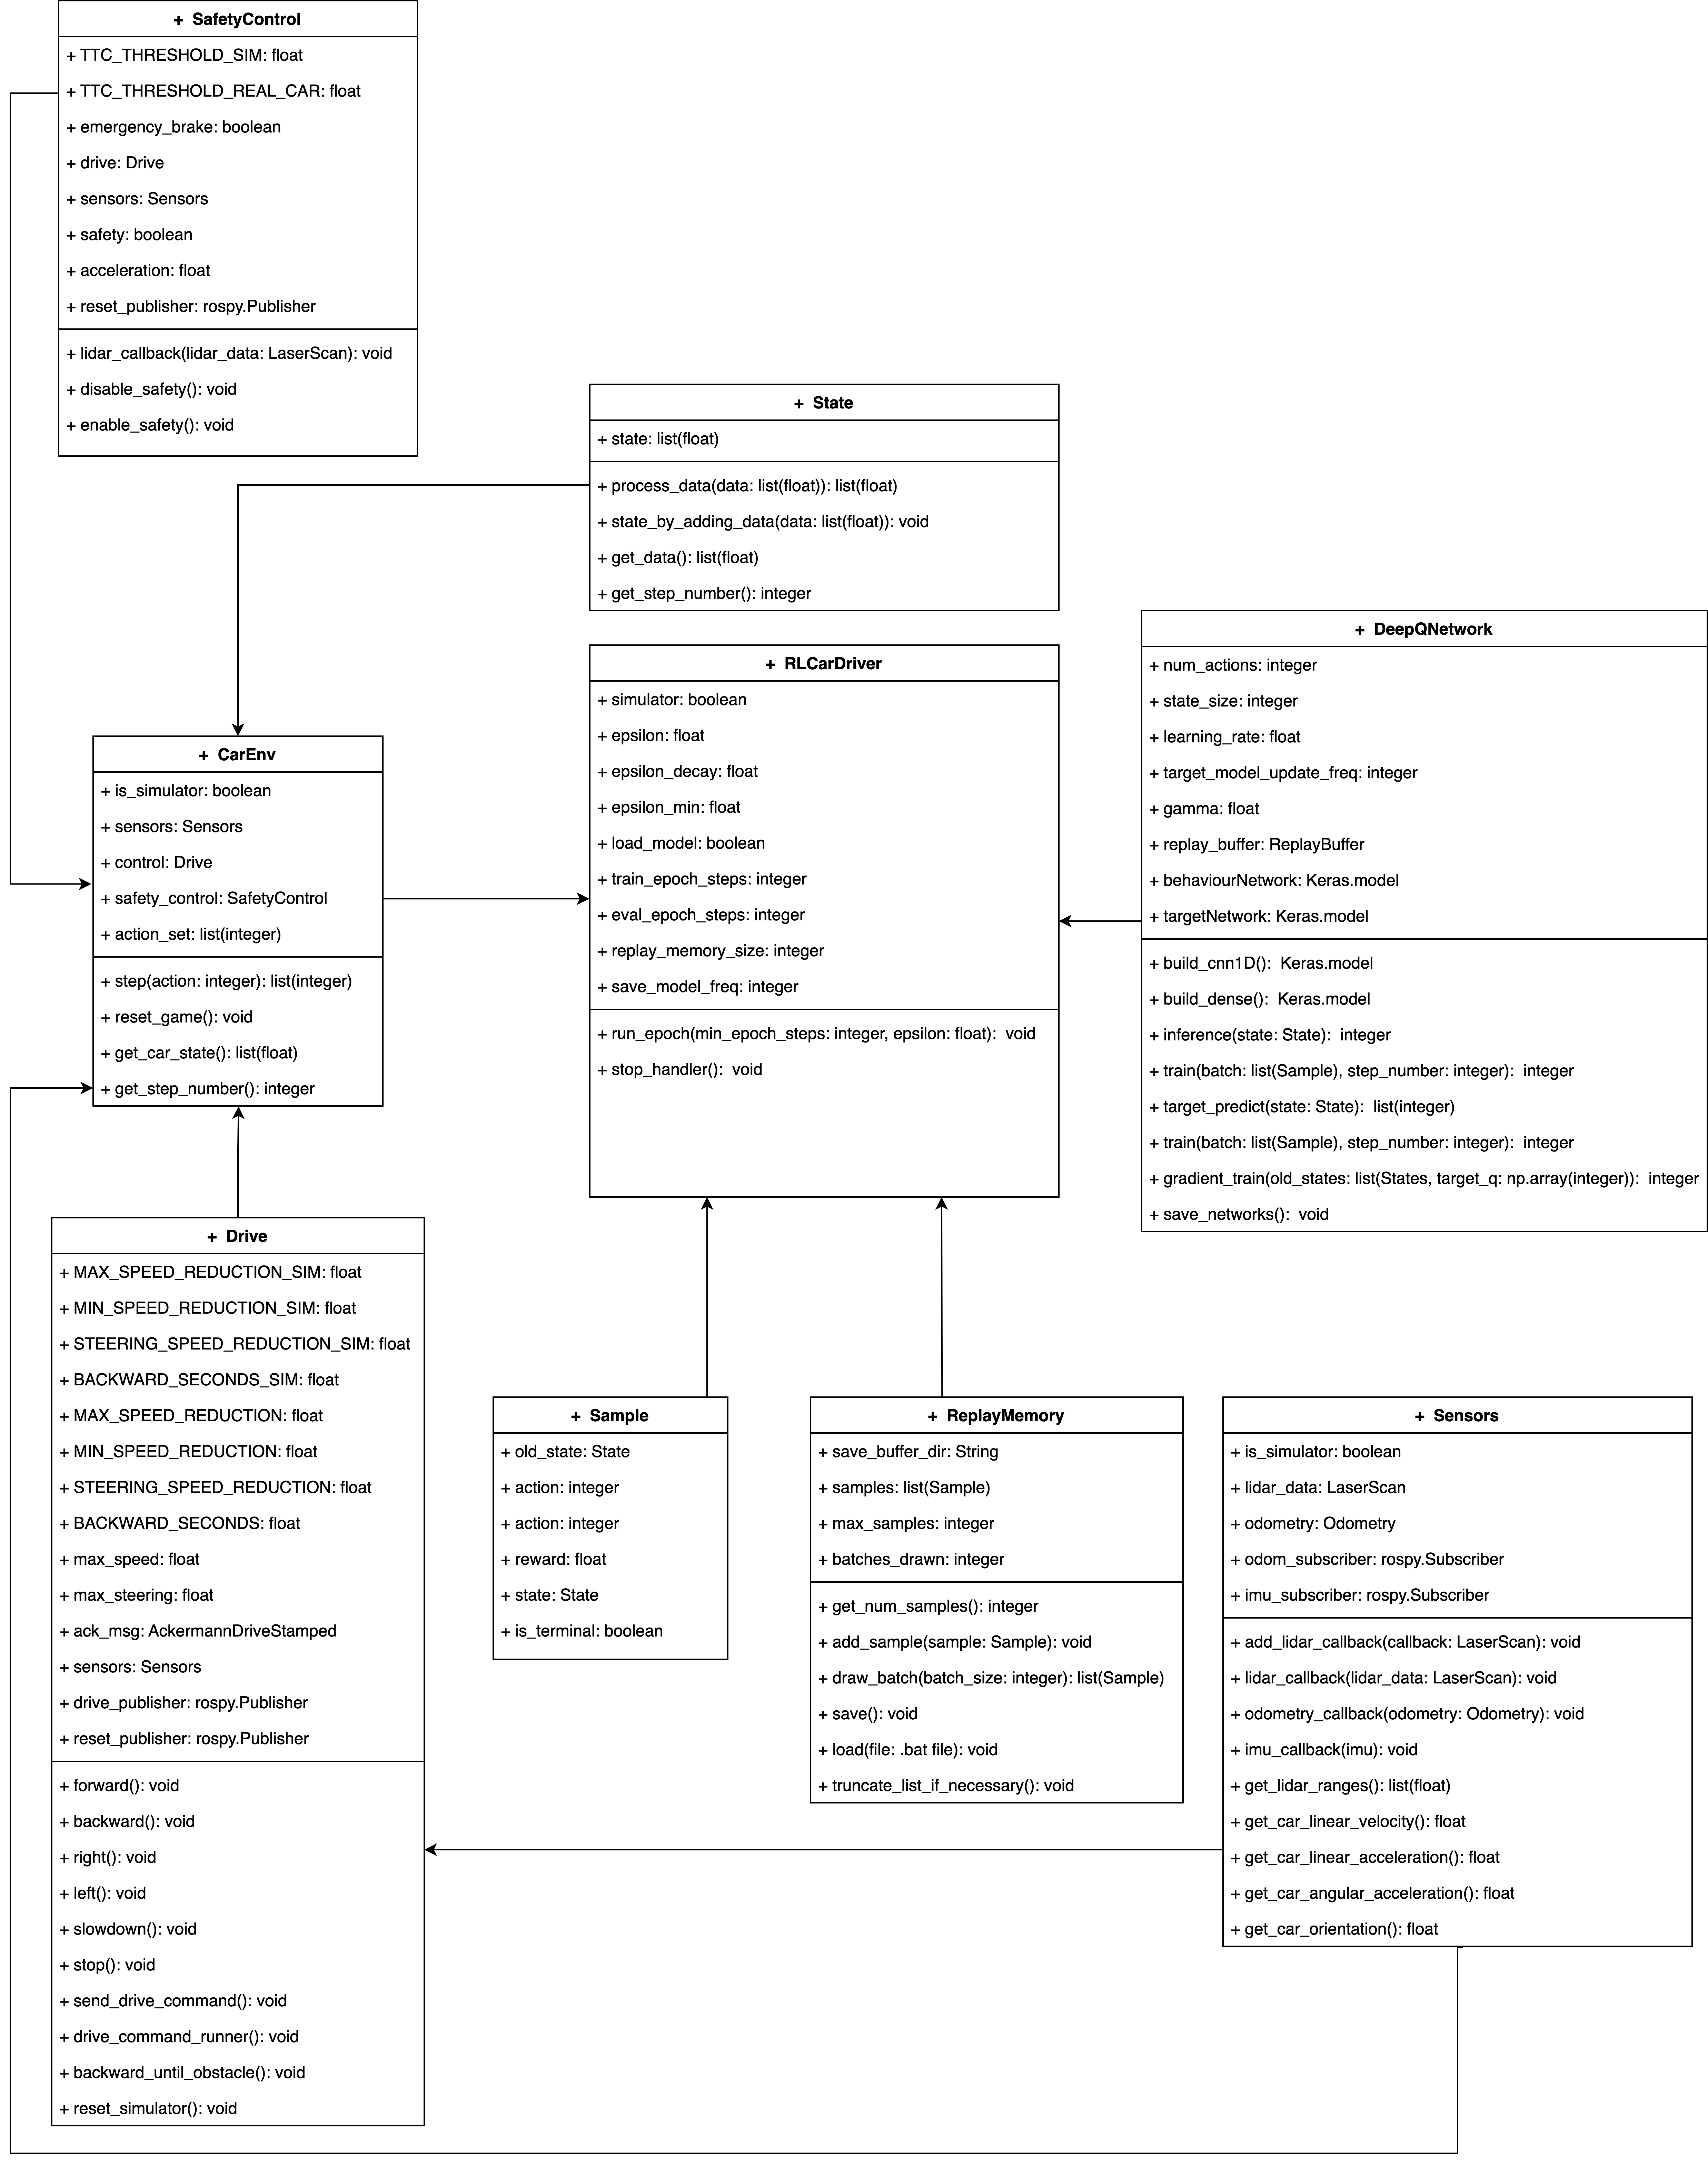 + SafetyControl
+ TTC_THRESHOLD_SIM: float
+ TTC_THRESHOLD_REAL_CAR: float
+ emergency_brake: boolean
+ drive: Drive
+ sensors: Sensors
+ safety: boolean
+ acceleration: float
+ reset_publisher: rospy.Publisher
+ lidar_callback(lidar_data: LaserScan): void
+ disable_safety(): void
+ enable_safety(): void
+ State
+ state: list(float)
+ process_data(data: list(float)): list(float)
+ state_by_adding_data(data: list(float)): void
+ get_data(): list(float)
+ get_step_number(): integer
+ DeepQNetwork
+ num_actions: integer
+ state_size: integer
+ learning_rate: float
+ target_model_update_freq: integer
+ gamma: float
+ replay_buffer: ReplayBuffer
+ behaviourNetwork: Keras.model
+ targetNetwork: Keras.model
+ build_cnn1D(): Keras.model
+ build_dense(): Keras.model
+ inference(state: State): integer
+ train(batch: list(Sample), step_number: integer): integer
+ target_predict(state: State): list(integer)
+ train(batch: list(Sample), step_number: integer): integer
+ gradient_train(old_states: list(States, target_q: np.array(integer)): integer
+ save_networks(): void
+ RLCarDriver
+ simulator: boolean
+ epsilon: float
+ epsilon_decay: float
+ epsilon_min: float
+ load_model: boolean
+ train_epoch_steps: integer
+ eval_epoch_steps: integer
+ replay_memory_size: integer
+ save_model_freq: integer
+ run_epoch(min_epoch_steps: integer, epsilon: float): void
+ stop_handler(): void
+ CarEnv
+ is_simulator: boolean
+ sensors: Sensors
+ control: Drive
+ safety_control: SafetyControl
+ action_set: list(integer)
+ step(action: integer): list(integer)
+ reset_game(): void
+ get_car_state(): list(float)
+ get_step_number(): integer
+ Drive
+ MAX_SPEED_REDUCTION_SIM: float
+ MIN_SPEED_REDUCTION_SIM: float
+ STEERING_SPEED_REDUCTION_SIM: float
+ BACKWARD_SECONDS_SIM: float
+ MAX_SPEED_REDUCTION: float
+ MIN_SPEED_REDUCTION: float
+ STEERING_SPEED_REDUCTION: float
+ BACKWARD_SECONDS: float
+ max_speed: float
+ max_steering: float
+ ack_msg: AckermannDriveStamped
+ sensors: Sensors
+ drive_publisher: rospy.Publisher
+ reset_publisher: rospy.Publisher
+ forward(): void
+ backward(): void
+ right(): void
+ left(): void
+ slowdown(): void
+ stop(): void
+ send_drive_command(): void
+ drive_command_runner(): void
+ backward_until_obstacle(): void
+ reset_simulator(): void
+ Sample
+ old_state: State
+ action: integer
+ action: integer
+ reward: float
+ state: State
+ is_terminal: boolean
+ ReplayMemory
+ save_buffer_dir: String
+ samples: list(Sample)
+ max_samples: integer
+ batches_drawn: integer
+ get_num_samples(): integer
+ add_sample(sample: Sample): void
+ draw_batch(batch_size: integer): list(Sample)
+ save(): void
+ load(file: .bat file): void
+ truncate_list_if_necessary(): void
+ Sensors
+ is_simulator: boolean
+ lidar_data: LaserScan
+ odometry: Odometry
+ odom_subscriber: rospy.Subscriber
+ imu_subscriber: rospy.Subscriber
+ add_lidar_callback(callback: LaserScan): void
+ lidar_callback(lidar_data: LaserScan): void
+ odometry_callback(odometry: Odometry): void
+ imu_callback(imu): void
+ get_lidar_ranges(): list(float)
+ get_car_linear_velocity(): float
+ get_car_linear_acceleration(): float
+ get_car_angular_acceleration(): float
+ get_car_orientation(): float